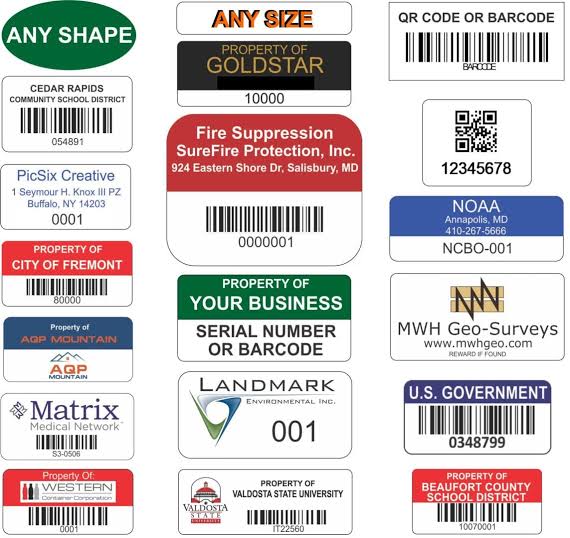 ANY SHAPE
CEDAR RAPIDS
COMMUNITY SCHOOL DISTRICT
054891
PicSix Creative
1 Seymour H. Knox III PZ
Buffalo, NY 14203
0001
PROPERTY OF
CITY OF FREMONT
80000
Property of
AQP MOUNTAIN
AQP
MOUNTAIN
Matrix
Medical Network™
S3-0506
Property Of:
WESTERN
Container Corporation
0001
ANY SIZE
PROPERTY OF
GOLDSTAR
10000
Fire Suppression
SureFire Protection, Inc.
924 Eastern Shore Dr, Salisbury, MD
0000001
PROPERTY OF
YOUR BUSINESS
SERIAL NUMBER
OR BARCODE
LANDMARK
ENVIRONMENTAL INC.
001
VALDOSTA
STATE
UNIVERSITY
PROPERTY OF
VALDOSTA STATE UNIVERSITY
IT22560
QR CODE OR BARCODE
BARCODE
12345678
NOAA
Annapolis, MD
410-267-5666
NCBO-001
MWH Geo-Surveys
www.mwhgeo.com
REWARD IF FOUND
U.S. GOVERNMENT
0348799
PROPERTY OF
BEAUFORT COUNTY
SCHOOL DISTRICT
10070001